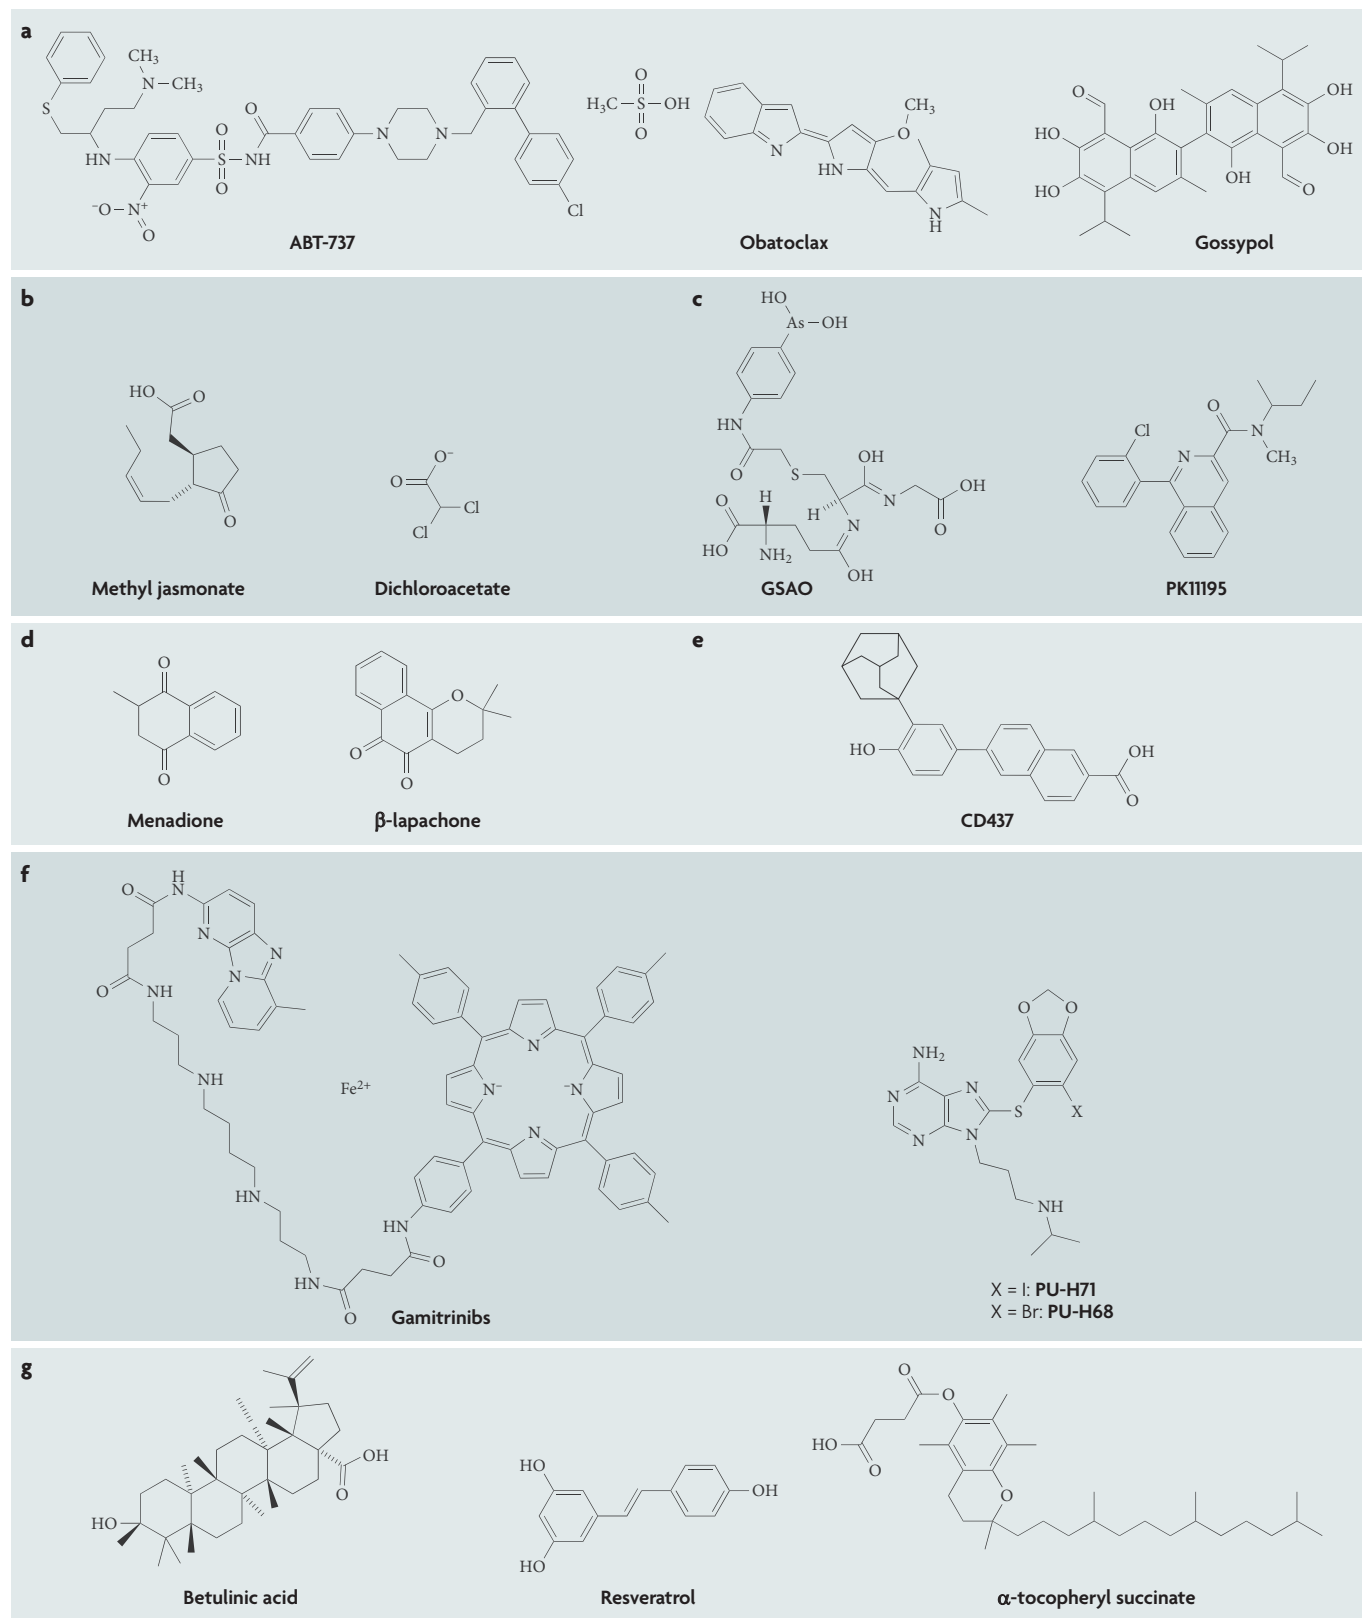 a
CH3
N
CH3
S
HN
O
S
O
NH
O
N
N
-O
N+
O
Cl
ABT-737
O
H3C
S
OH
O
N
HN
CH3
O
N
H
Obatoclax
O
OH
HO
HO
OH
OH
OH
O
Gossypol
b
HO
O
O
Methyl jasmonate
O-
O
Cl
Cl
Dichloroacetate
c
HO
As
OH
HN
O
S
OH
H
N
OH
O
N
O
H
HO
NH2
OH
GSAO
Cl
N
O
N
CH3
PK11195
d
O
O
Menadione
O
O
O
β-lapachone
e
HO
OH
O
CD437
f
O
H
N
N
N
N
O
NH
NH
HN
HN
O
O
HN
Fe2+
N
N-
-N
N
Gamitrinibs
O
O
NH2
N
N
N
N
S
X
NH
X = I: PU-H71
X = Br: PU-H68
g
HO
OH
O
Betulinic acid
HO
OH
HO
Resveratrol
O
O
HO
O
O
α-tocopheryl succinate